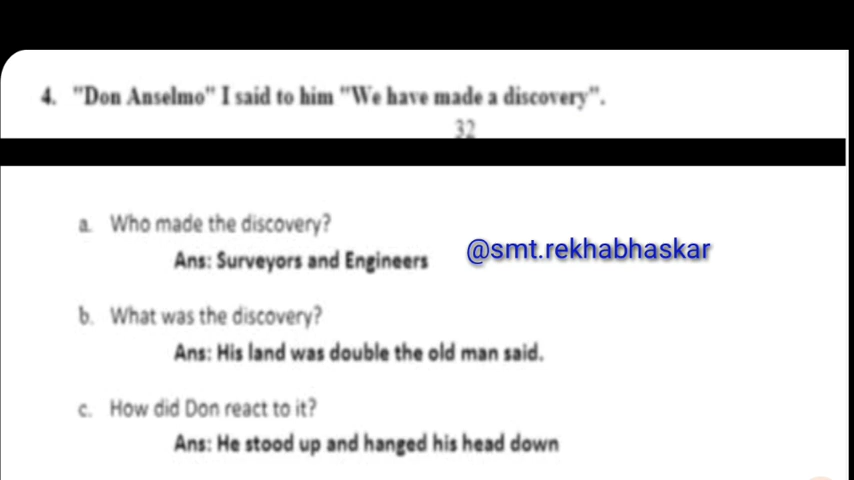 4. "Don Anselmo" I said to him "We have made a discovery".
32
a. Who made the discovery?
Ans: Surveyors and Engineers
@smt.rekhabhaskar
b. What was the discovery?
Ans: His land was double the old man said.
c. How did Don react to it?
Ans: He stood up and hanged his head down